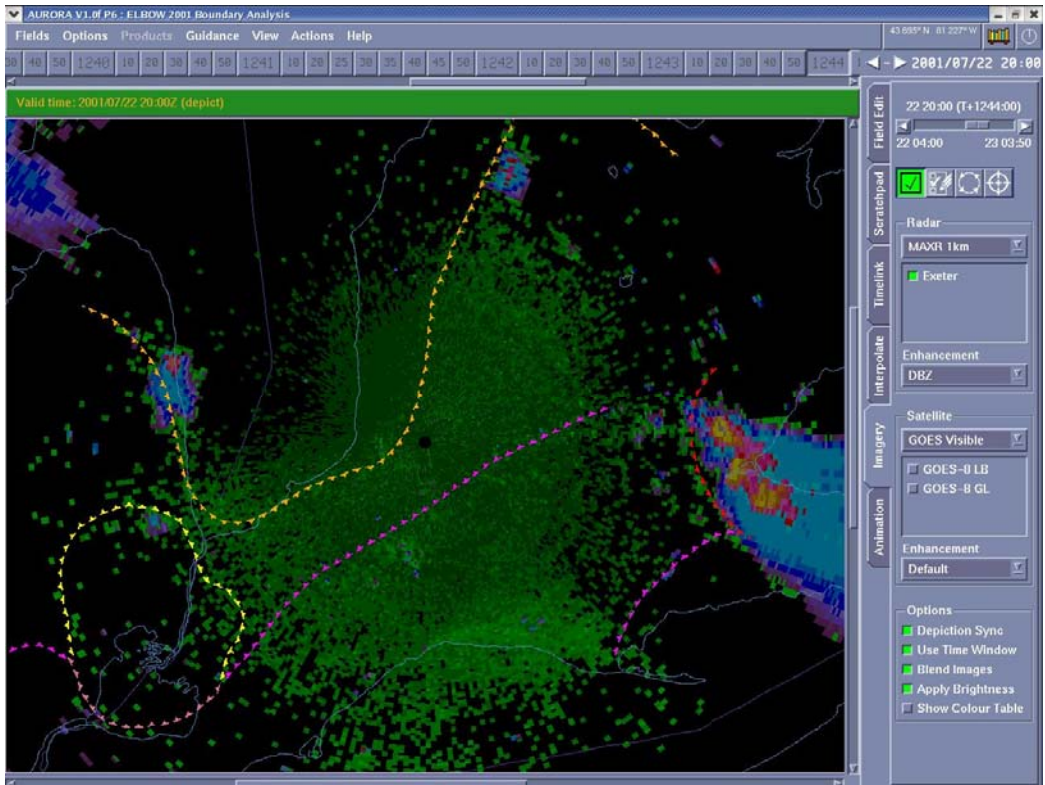 AURORA V1.0f P6 : ELBOW 2001 Boundary Analysis
Fields Options Products Guidance View Actions Help
43.655° N 81.227° W
30 40 50 1240 10 20 30 40 50 1241 10 20 25 30 35 40 45 50 1242 10 20 30 40 50 1243 10 20 30 40 50 1244
2001/07/22 20:00
Valid time: 2001/07/22 20:00Z (depict)
Field Edit
Scratchpad
Timelink
Interpolate
Imagery
Animation
22 20:00 (T+1244:00)
22 04:00 23 03:50
Radar
MAXR 1km
Exeter
Enhancement
DBZ
Satellite
GOES Visible
GOES-8 LB
GOES-8 GL
Enhancement
Default
Options
Depiction Sync
Use Time Window
Blend Images
Apply Brightness
Show Colour Table